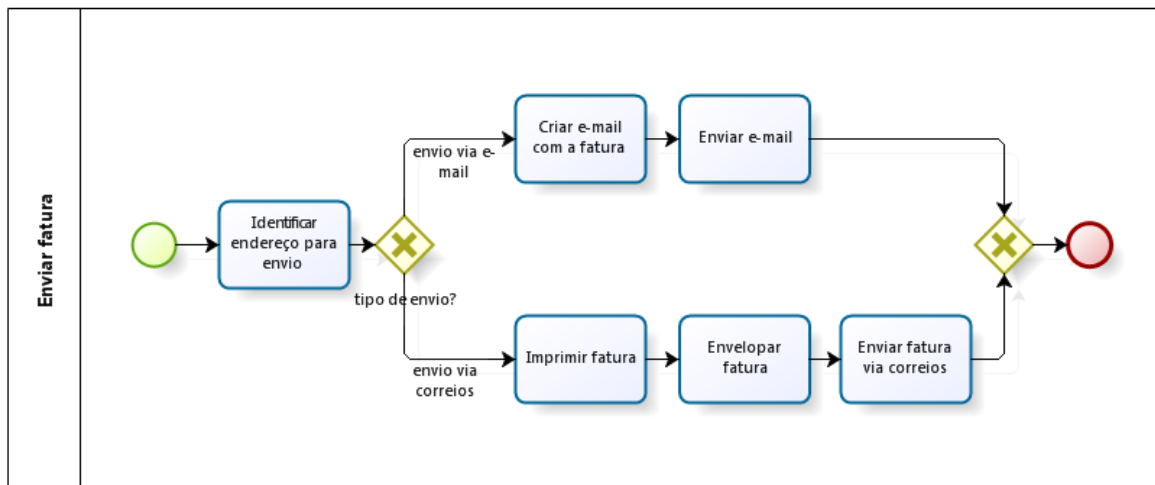 Enviar fatura
Identificar
endereço para
envio
tipo de envio?
envio via e-
mail
Criar e-mail
com a fatura
Enviar e-mail
envio via
correios
Imprimir fatura
Envelopar
fatura
Enviar fatura
via correios